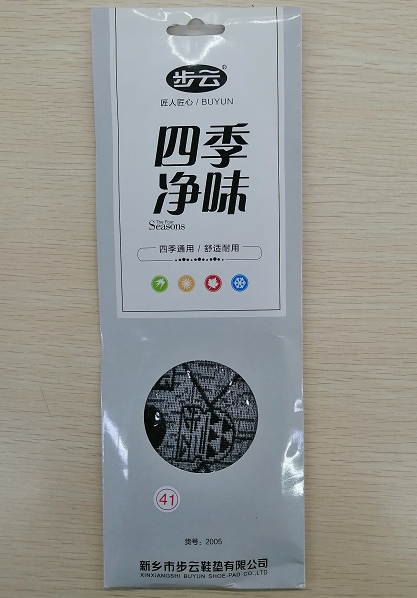 步云®
匠人匠心 / BUYUN
四季
净味
The Four
Seasons
四季通用 / 舒适耐用
41
货号：2005
新乡市步云鞋垫有限公司
XINXIANGSHI BUYUN SHOE-PAD CO.,LTD